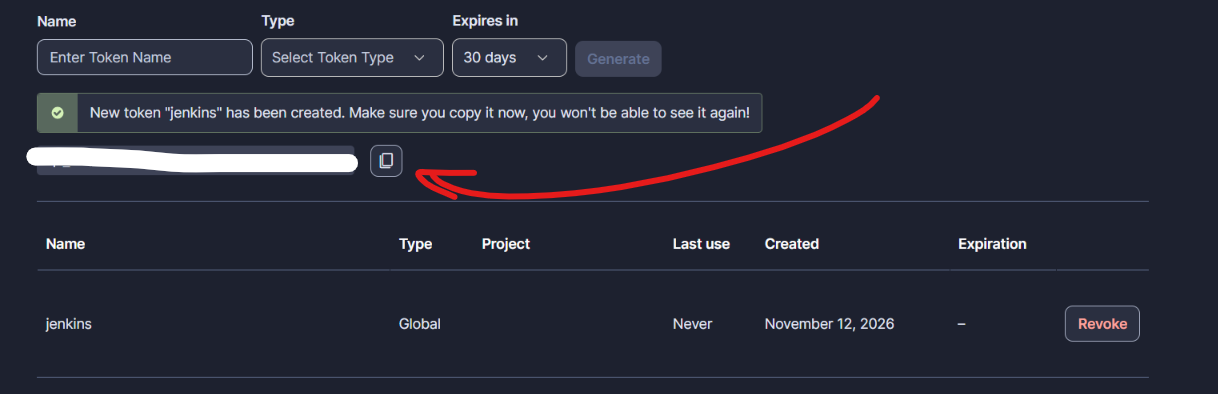 Name Type Expires in
Enter Token Name Select Token Type 30 days Generate
New token "jenkins" has been created. Make sure you copy it now, you won't be able to see it again!
Name Type Project Last use Created Expiration
jenkins Global Never November 12, 2026 – Revoke